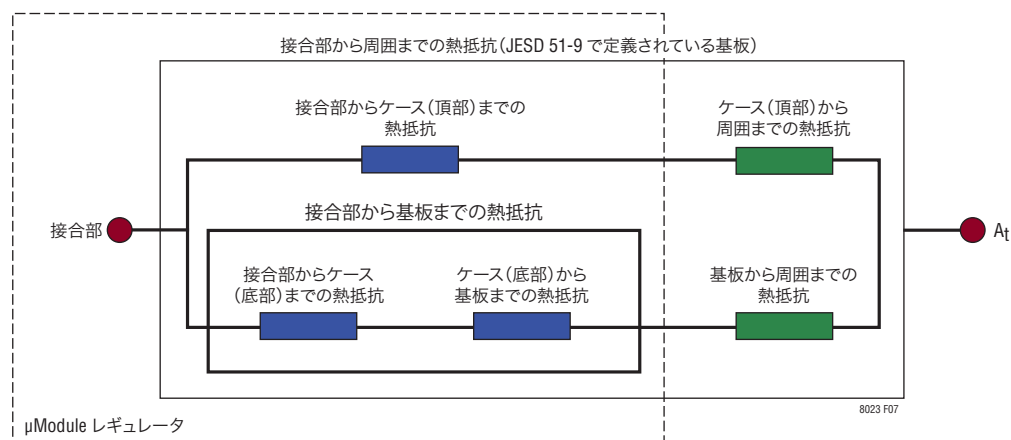 接合部から周囲までの熱抵抗(JESD 51-9 で定義されている基板)
接合部からケース(頂部)までの
熱抵抗
ケース(頂部)から
周囲までの熱抵抗
接合部から基板までの熱抵抗
接合部
At
接合部からケース
(底部)までの熱抵抗
ケース(底部)から
基板までの熱抵抗
基板から周囲までの
熱抵抗
8023 F07
µModule レギュレータ